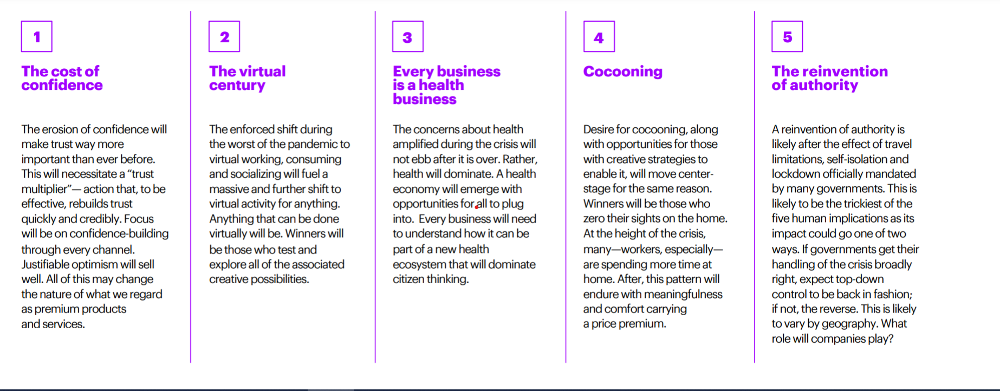 1
The cost of
confidence
The erosion of confidence will
make trust way more
important than ever before.
This will necessitate a “trust
multiplier”— action that, to be
effective, rebuilds trust
quickly and credibly. Focus
will be on confidence-building
through every channel.
Justifiable optimism will sell
well. All of this may change
the nature of what we regard
as premium products
and services.
2
The virtual
century
The enforced shift during
the worst of the pandemic to
virtual working, consuming
and socializing will fuel a
massive and further shift to
virtual activity for anything.
Anything that can be done
virtually will be. Winners will
be those who test and
explore all of the associated
creative possibilities.
3
Every business
is a health
business
The concerns about health
amplified during the crisis will
not ebb after it is over. Rather,
health will dominate. A health
economy will emerge with
opportunities for all to plug
into.  Every business will need
to understand how it can be
part of a new health
ecosystem that will dominate
citizen thinking.
4
Cocooning
Desire for cocooning, along
with opportunities for those
with creative strategies to
enable it, will move center-
stage for the same reason.
Winners will be those who
zero their sights on the home.
At the height of the crisis,
many—workers, especially—
are spending more time at
home. After, this pattern will
endure with meaningfulness
and comfort carrying
a price premium.
5
The reinvention
of authority
A reinvention of authority is
likely after the effect of travel
limitations, self-isolation and
lockdown officially mandated
by many governments. This is
likely to be the trickiest of the
five human implications as its
impact could go one of two
ways. If governments get their
handling of the crisis broadly
right, expect top-down
control to be back in fashion;
if not, the reverse. This is likely
to vary by geography. What
role will companies play?